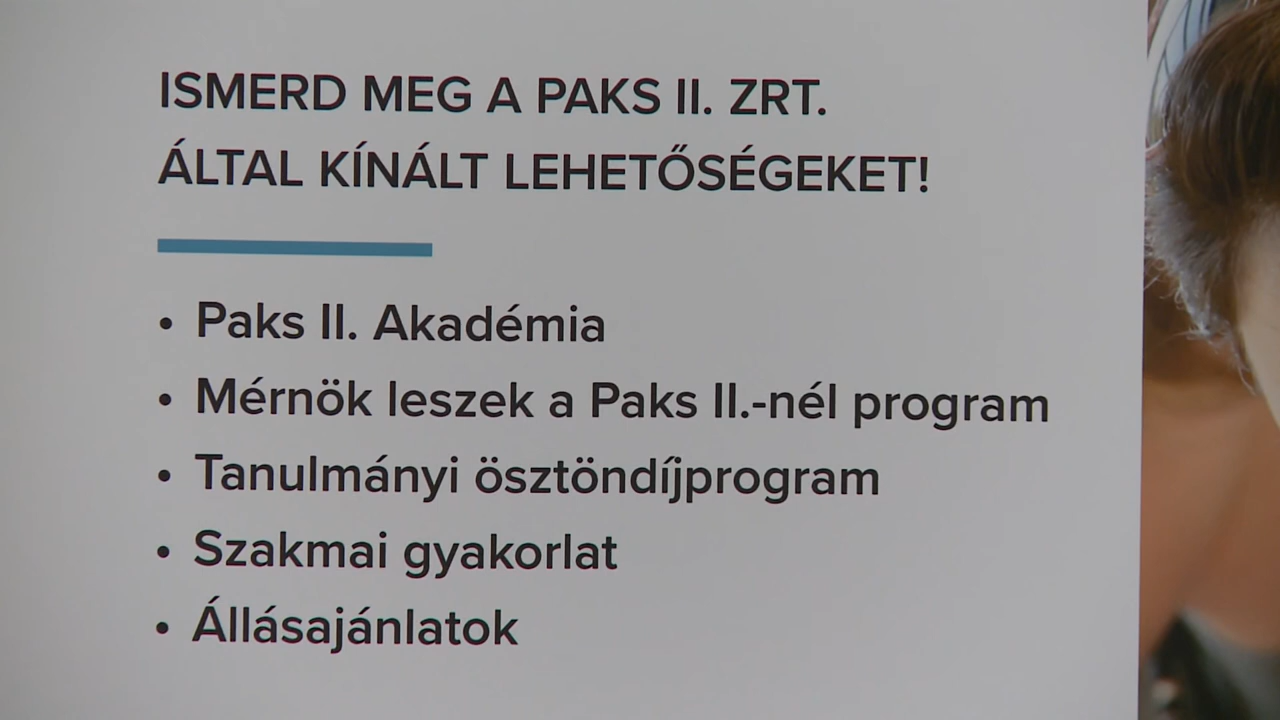 ISMERD MEG A PAKS II. ZRT.
ÁLTAL KÍNÁLT LEHETŐSÉGEKET!
• Paks II. Akadémia
• Mérnök leszek a Paks II.-nél program
• Tanulmányi ösztöndíjprogram
• Szakmai gyakorlat
• Állásajánlatok